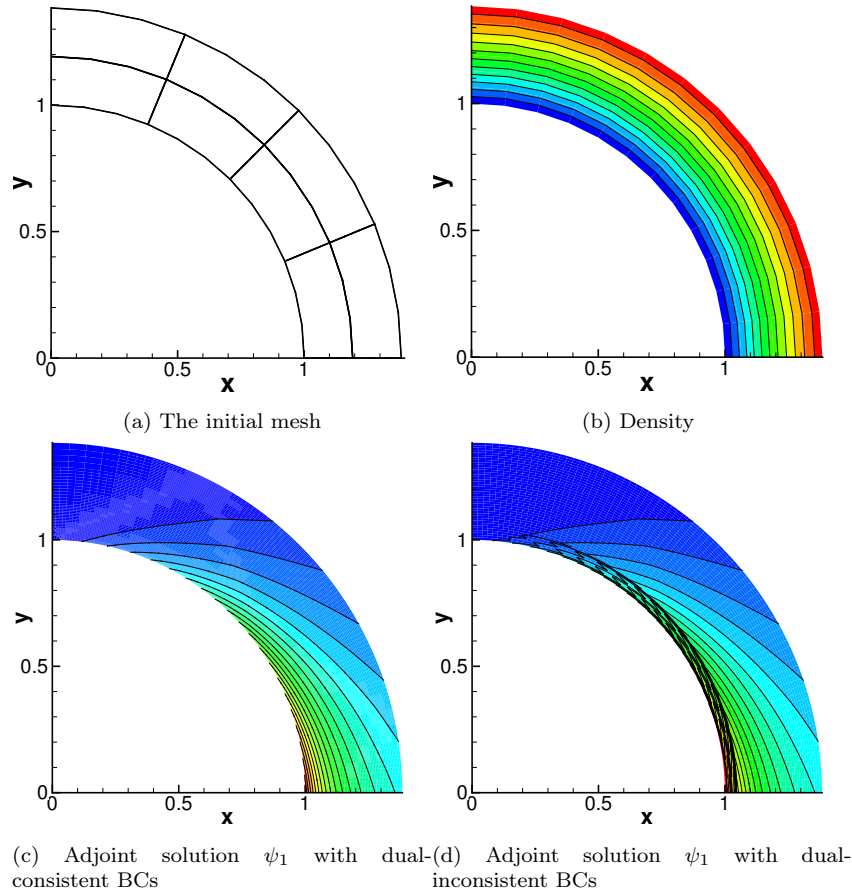 y
1
0.5
0
0 0.5 1
x
(a) The initial mesh
y
1
0.5
0
0 0.5 1
x
(b) Density
y
1
0.5
0
0 0.5 1
x
(c) Adjoint solution ψ1 with dual-
consistent BCs
y
1
0.5
0
0 0.5 1
x
(d) Adjoint solution ψ1 with dual-
inconsistent BCs